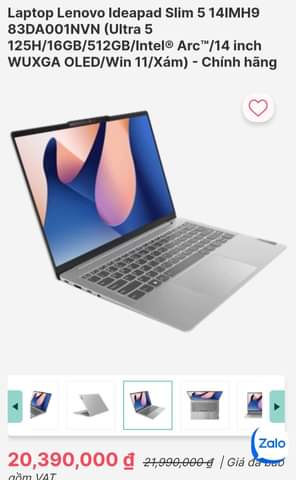 Laptop Lenovo Ideapad Slim 5 14IMH9
83DA001NVN (Ultra 5
125H/16GB/512GB/Intel® Arc™/14 inch
WUXGA OLED/Win 11/Xám) - Chính hãng
Zalo
20,390,000 ₫ 21,990,000 ₫ | Giá đã bao
gồm VAT